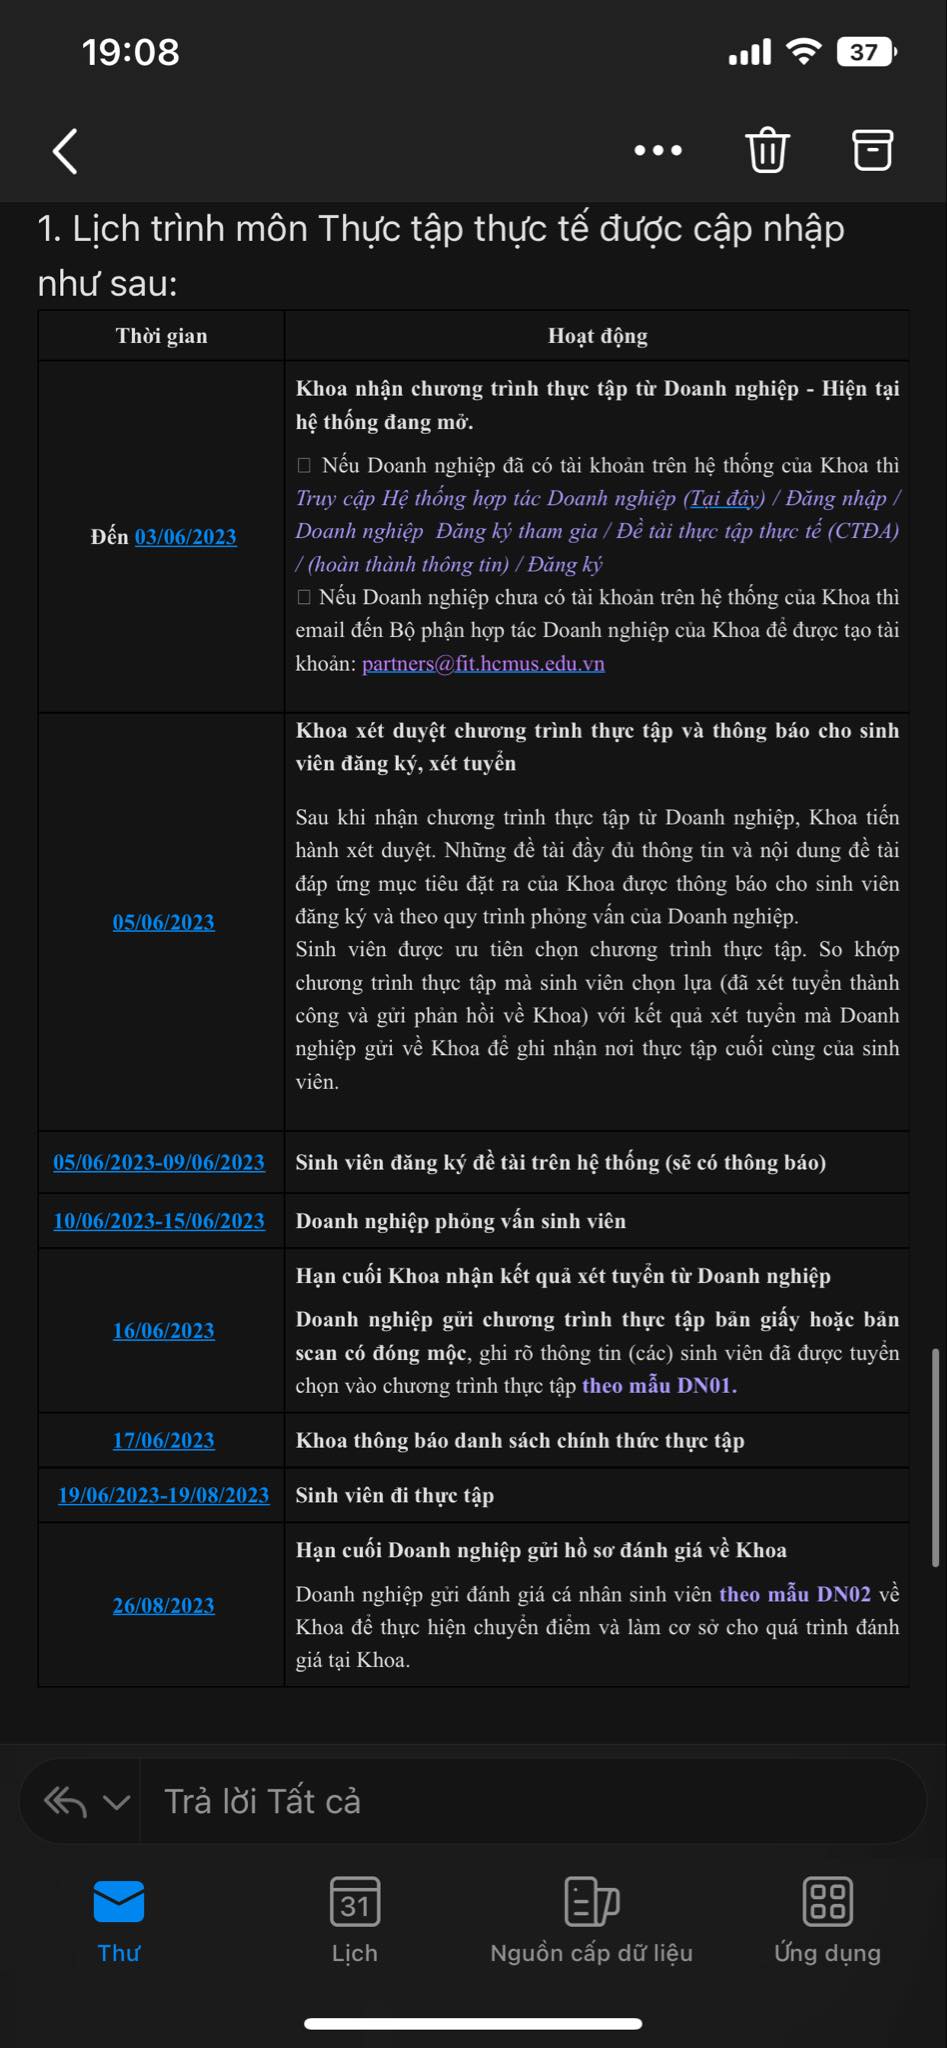 19:08
37
1. Lịch trình môn Thực tập thực tế được cập nhập
như sau:
Thời gian
Hoạt động
Đến 03/06/2023
Khoa nhận chương trình thực tập từ Doanh nghiệp - Hiện tại
hệ thống đang mở.
Nếu Doanh nghiệp đã có tài khoản trên hệ thống của Khoa thì
Truy cập Hệ thống hợp tác Doanh nghiệp (Tại đây) / Đăng nhập /
Doanh nghiệp Đăng ký tham gia / Đề tài thực tập thực tế (CTĐA)
/ (hoàn thành thông tin) / Đăng ký
Nếu Doanh nghiệp chưa có tài khoản trên hệ thống của Khoa thì
email đến Bộ phận hợp tác Doanh nghiệp của Khoa để được tạo tài
khoản: partners@fit.hcmus.edu.vn
05/06/2023
Khoa xét duyệt chương trình thực tập và thông báo cho sinh
viên đăng ký, xét tuyển
Sau khi nhận chương trình thực tập từ Doanh nghiệp, Khoa tiến
hành xét duyệt. Những đề tài đầy đủ thông tin và nội dung đề tài
đáp ứng mục tiêu đặt ra của Khoa được thông báo cho sinh viên
đăng ký và theo quy trình phỏng vấn của Doanh nghiệp.
Sinh viên được ưu tiên chọn chương trình thực tập. So khớp
chương trình thực tập mà sinh viên chọn lựa (đã xét tuyển thành
công và gửi phản hồi về Khoa) với kết quả xét tuyển mà Doanh
nghiệp gửi về Khoa để ghi nhận nơi thực tập cuối cùng của sinh
viên.
05/06/2023-09/06/2023
Sinh viên đăng ký đề tài trên hệ thống (sẽ có thông báo)
10/06/2023-15/06/2023
Doanh nghiệp phỏng vấn sinh viên
16/06/2023
Hạn cuối Khoa nhận kết quả xét tuyển từ Doanh nghiệp
Doanh nghiệp gửi chương trình thực tập bản giấy hoặc bản
scan có đóng mộc, ghi rõ thông tin (các) sinh viên đã được tuyển
chọn vào chương trình thực tập theo mẫu DN01.
17/06/2023
Khoa thông báo danh sách chính thức thực tập
19/06/2023-19/08/2023
Sinh viên đi thực tập
26/08/2023
Hạn cuối Doanh nghiệp gửi hồ sơ đánh giá về Khoa
Doanh nghiệp gửi đánh giá cá nhân sinh viên theo mẫu DN02 về
Khoa để thực hiện chuyển điểm và làm cơ sở cho quá trình đánh
giá tại Khoa.
Trả lời Tất cả
31
Thư
Lịch
Nguồn cấp dữ liệu
Ứng dụng